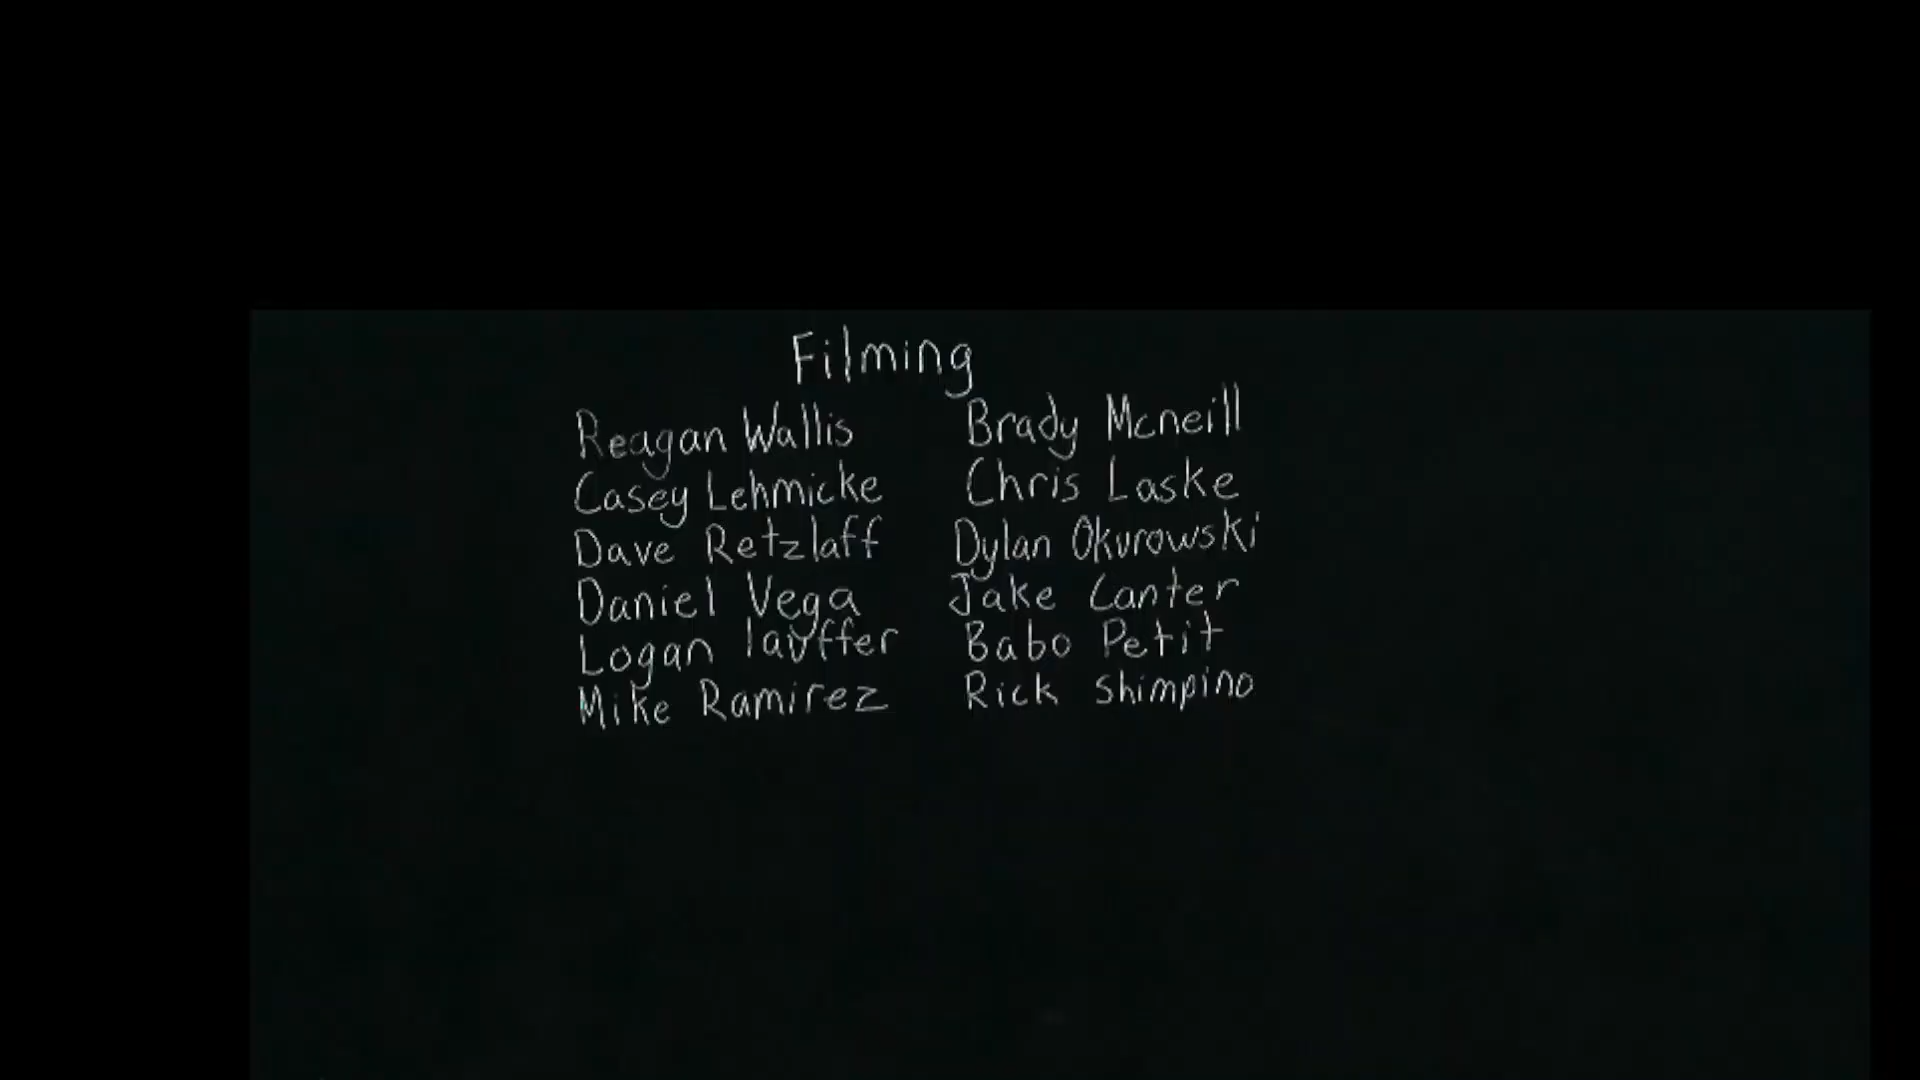 Filming
Reagan Wallis
Casey Lehmicke
Dave Retzlaff
Daniel Vega
Logan lauffer
Mike Ramirez
Brady Mcneill
Chris Laske
Dylan Okurowski
Jake Canter
Babo Petit
Rick Shimpino